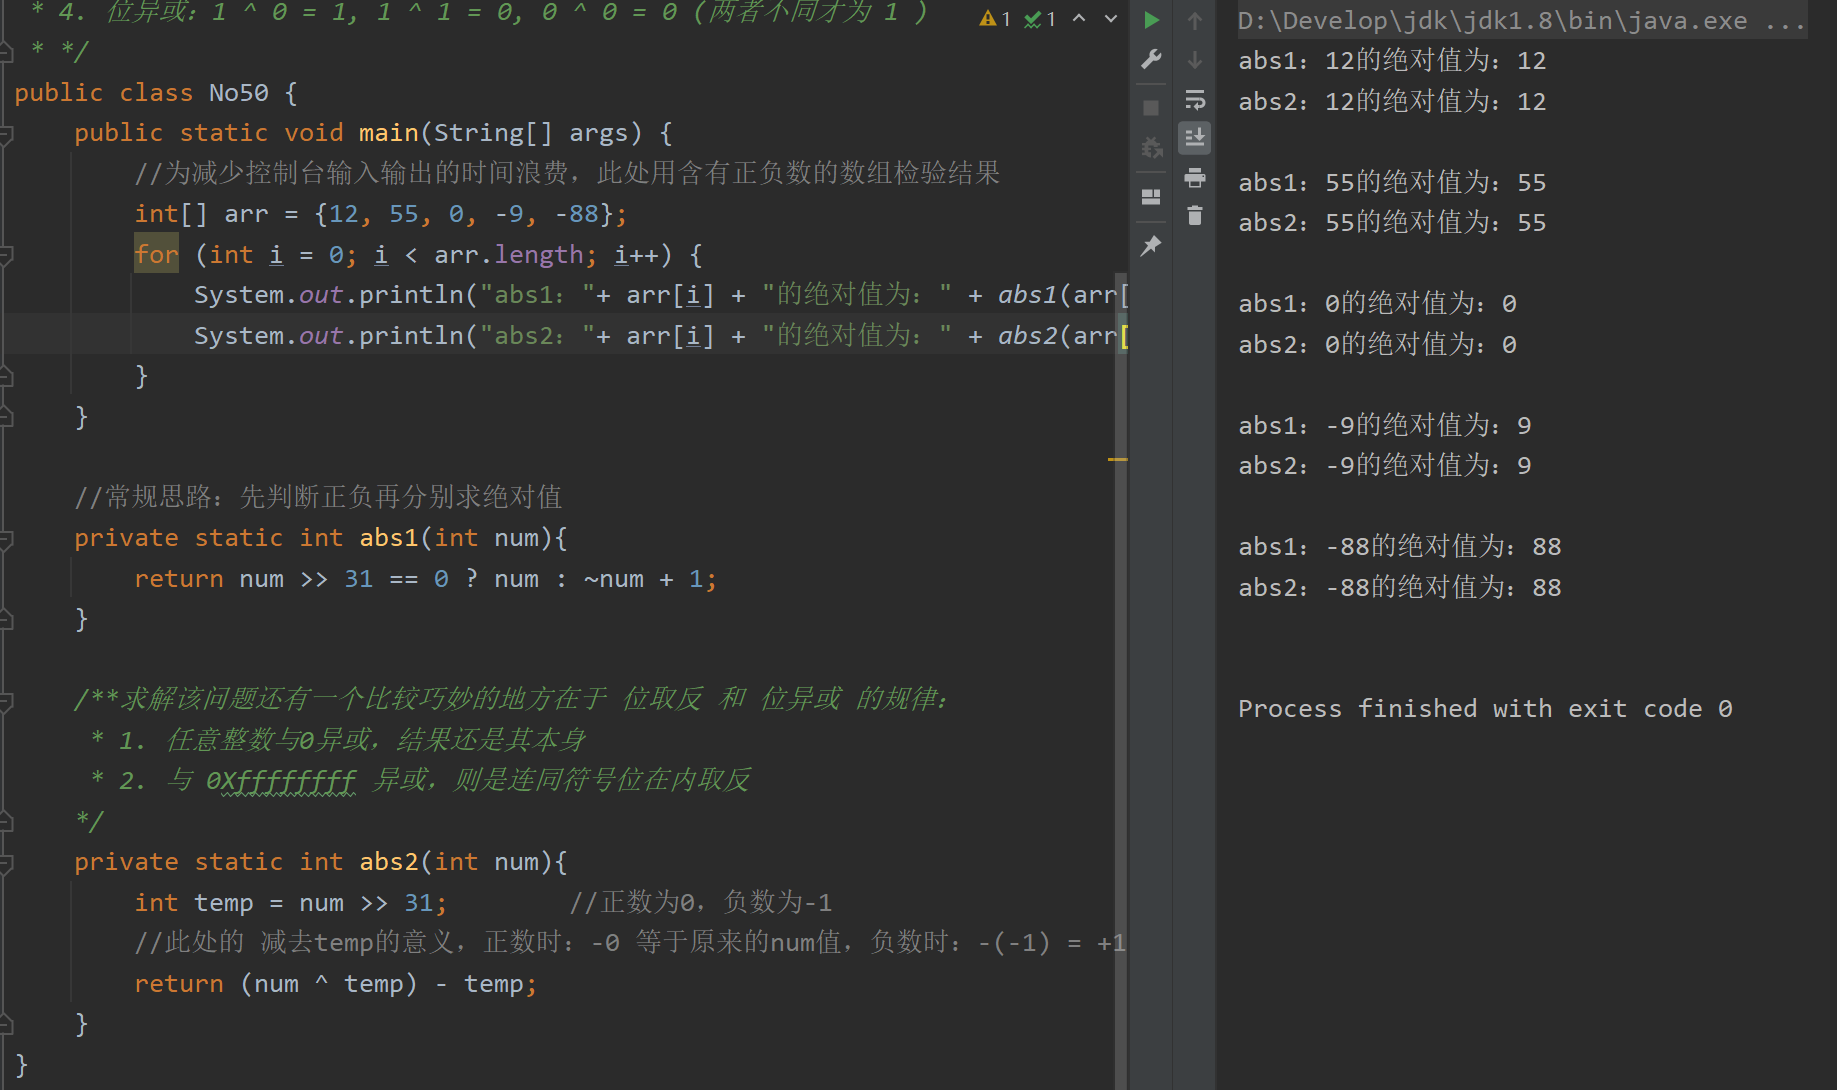 * 4. 位异或：1 ^ 0 = 1, 1 ^ 1 = 0, 0 ^ 0 = 0 (两者不同才为 1 )
1 1
* */
public class No50 {
public static void main(String[] args) {
//为减少控制台输入输出的时间浪费，此处用含有正负数的数组检验结果
int[] arr = {12, 55, 0, -9, -88};
for (int i = 0; i < arr.length; i++) {
System.out.println("abs1："+ arr[i] + "的绝对值为：" + abs1(arr[
System.out.println("abs2："+ arr[i] + "的绝对值为：" + abs2(arr[
}
}
//常规思路：先判断正负再分别求绝对值
private static int abs1(int num){
return num >> 31 == 0 ? num : ~num + 1;
}
/**求解该问题还有一个比较巧妙的地方在于 位取反 和 位异或 的规律：
* 1. 任意整数与0异或，结果还是其本身
* 2. 与 0Xffffffff 异或，则是连同符号位在内取反
*/
private static int abs2(int num){
int temp = num >> 31; //正数为0，负数为-1
//此处的 减去temp的意义，正数时：-0 等于原来的num值，负数时：-(-1) = +1
return (num ^ temp) - temp;
}
}
D:\Develop\jdk\jdk1.8\bin\java.exe ...
abs1：12的绝对值为：12
abs2：12的绝对值为：12
abs1：55的绝对值为：55
abs2：55的绝对值为：55
abs1：0的绝对值为：0
abs2：0的绝对值为：0
abs1：-9的绝对值为：9
abs2：-9的绝对值为：9
abs1：-88的绝对值为：88
abs2：-88的绝对值为：88
Process finished with exit code 0